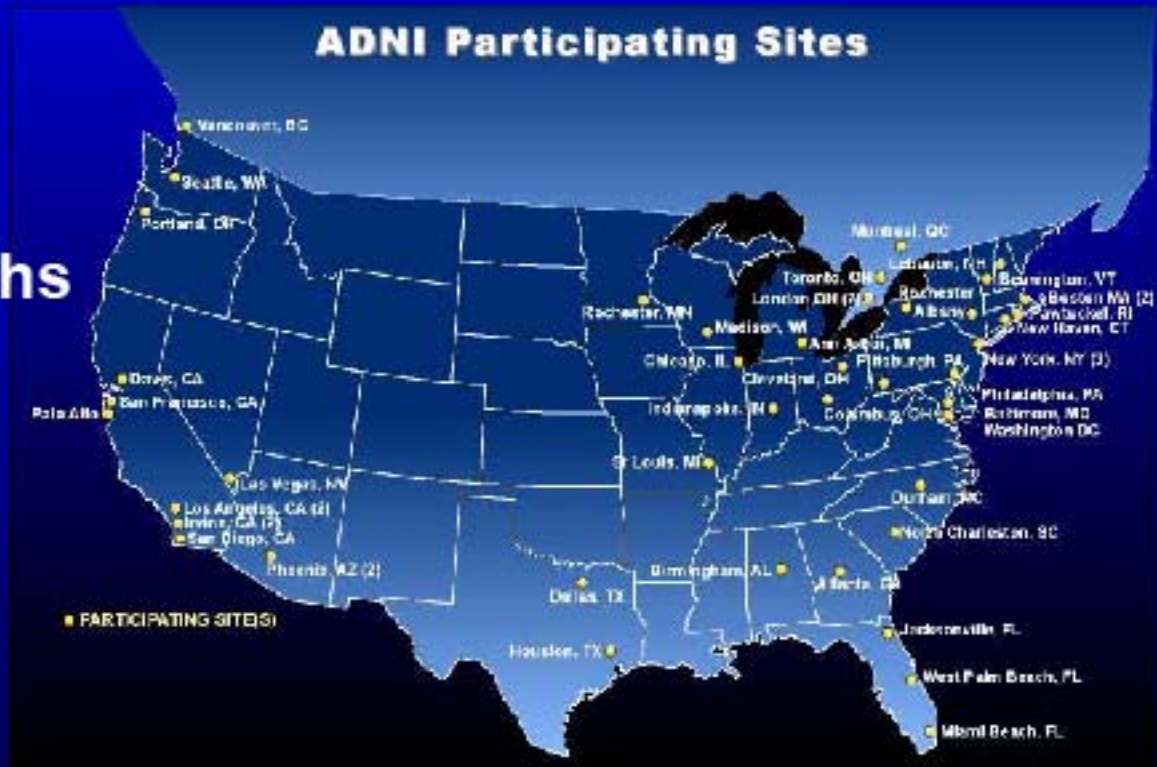 ADNI Participating Sites
Vancouver, BC
Seattle, WA
Portland, OR
hs
Montreal, QC
Lebanon, NH
Toronto, OH
Bennington, VT
London OH (2)
Rochester
Boston MA (2)
Rochester, MN
Albany
Pawtucket, RI
New Haven, CT
Madison, WI
Ann Arbor, MI
Chicago, IL
Pittsburgh, PA
New York, NY (3)
Davis, CA
Cleveland, OH
San Francisco, CA
Philadelphia, PA
Palo Alto
Indianapolis, IN
Columbus, OH
Baltimore, MD
Washington DC
St Louis, MI
Las Vegas, NV
Durham, NC
Los Angeles, CA (2)
Irvine, CA (2)
San Diego, CA
North Charleston, SC
Phoenix, AZ (2)
Birmingham, AL
Atlanta, GA
Dallas, TX
PARTICIPATING SITE(S)
Jacksonville, FL
Houston, TX
West Palm Beach, FL
Miami Beach, FL